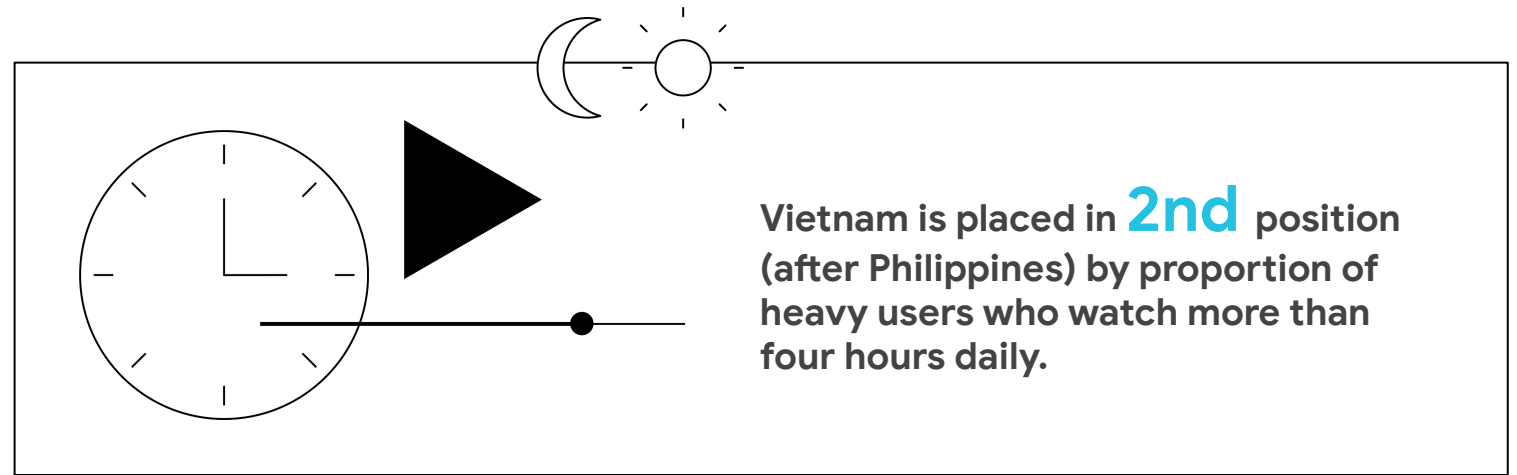 Vietnam is placed in 2nd position
(after Philippines) by proportion of
heavy users who watch more than
four hours daily.